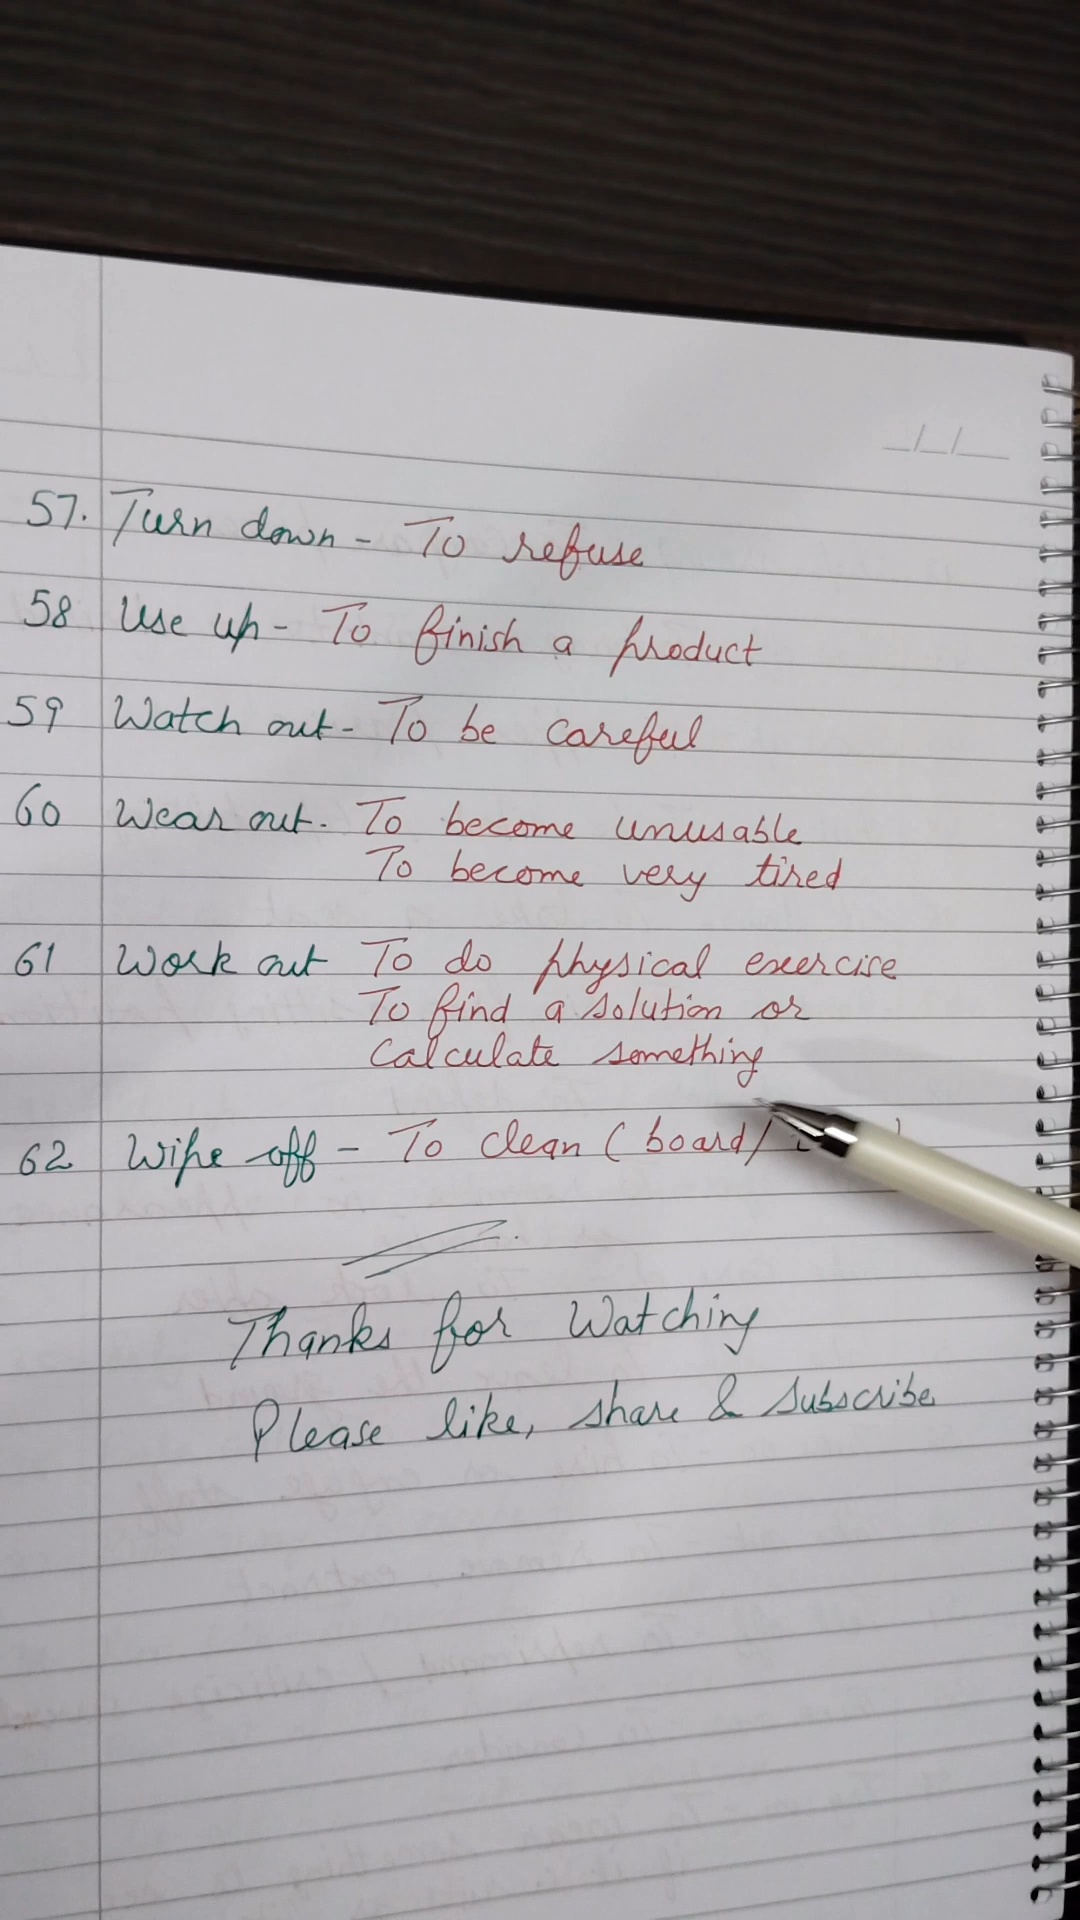 57. Turn down - To refuse
58 Use up - To finish a product
59 Watch out - To be careful
60 Wear out. To become unusable
To become very tired
61 Work out To do physical exercise
To find a solution or
Calculate something
62 Wipe off - To clean (board/
Thanks for Watching
Please like, share & subscribe